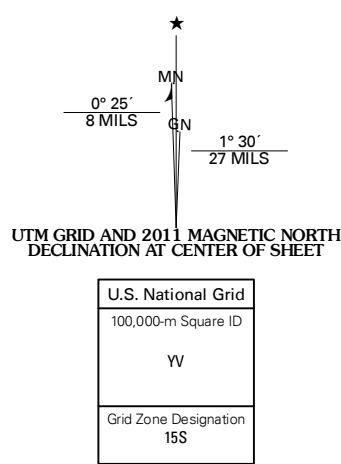 MN
0° 25´
8 MILS
GN
1° 30´
27 MILS
UTM GRID AND 2011 MAGNETIC NORTH
DECLINATION AT CENTER OF SHEET
U.S. National Grid
100,000-m Square ID
YV
Grid Zone Designation
15S